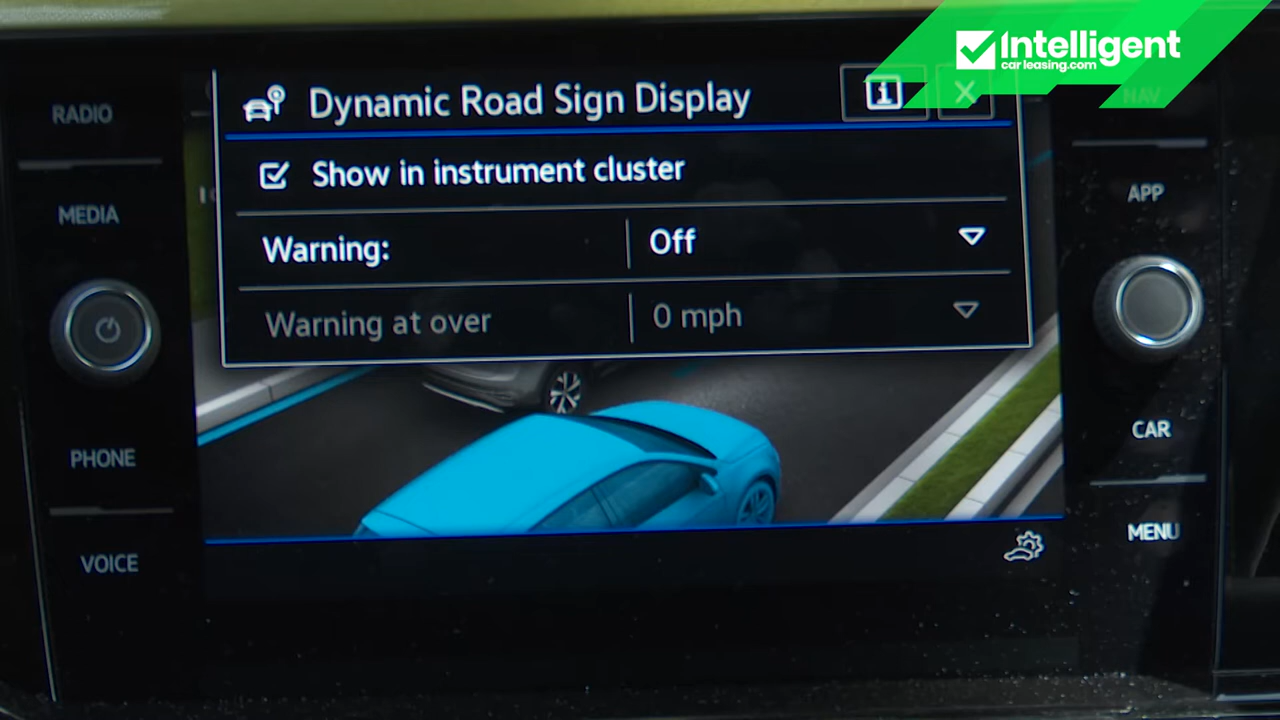 Intelligent
carleasing.com
RADIO
MEDIA
PHONE
VOICE
Dynamic Road Sign Display
i
Show in instrument cluster
Warning:
Off
Warning at over
0 mph
NAV
APP
CAR
MENU